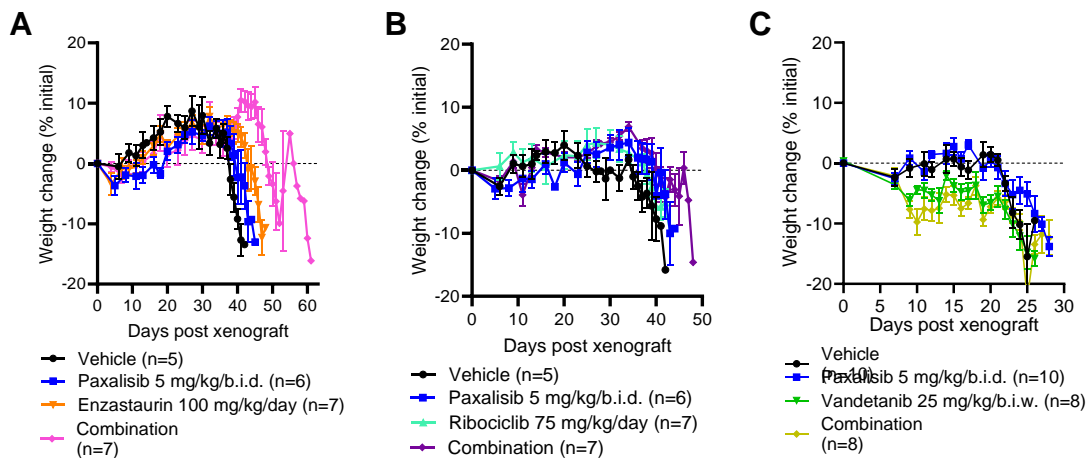 A
B
C
Weight change (% initial)
20
10
0
-10
-20
0
10
20
30
40
50
60
Days post xenograft
Vehicle (n=5)
Paxalisib 5 mg/kg/b.i.d. (n=6)
Enzastaurin 100 mg/kg/day (n=7)
Combination
(n=7)
Weight change (% initial)
20
10
0
-10
-20
0
10
20
30
40
50
Days post xenograft
Vehicle (n=5)
Paxalisib 5 mg/kg/b.i.d. (n=6)
Ribociclib 75 mg/kg/day (n=7)
Combination (n=7)
Weight change (% initial)
20
10
0
-10
-20
0
5
10
15
20
25
30
Days post xenograft
Vehicle
(n=10)
Paxalisib 5 mg/kg/b.i.d. (n=10)
Vandetanib 25 mg/kg/b.i.w. (n=8)
Combination
(n=8)